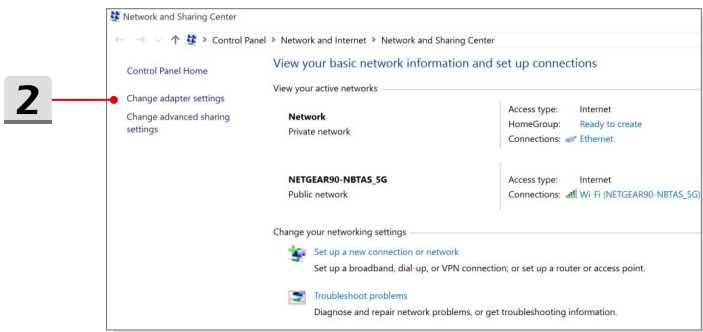 Network and Sharing Center
Control Panel > Network and Internet > Network and Sharing Center
Control Panel Home
2
Change adapter settings
Change advanced sharing
settings
View your basic network information and set up connections
View your active networks
Network
Private network
Access type: Internet
HomeGroup: Ready to create
Connections: Ethernet
NETGEAR90-NBTAS_5G
Public network
Access type: Internet
Connections: Wi-Fi (NETGEAR90-NBTAS_5G)
Change your networking settings
Set up a new connection or network
Set up a broadband, dial-up, or VPN connection; or set up a router or access point.
Troubleshoot problems
Diagnose and repair network problems, or get troubleshooting information.